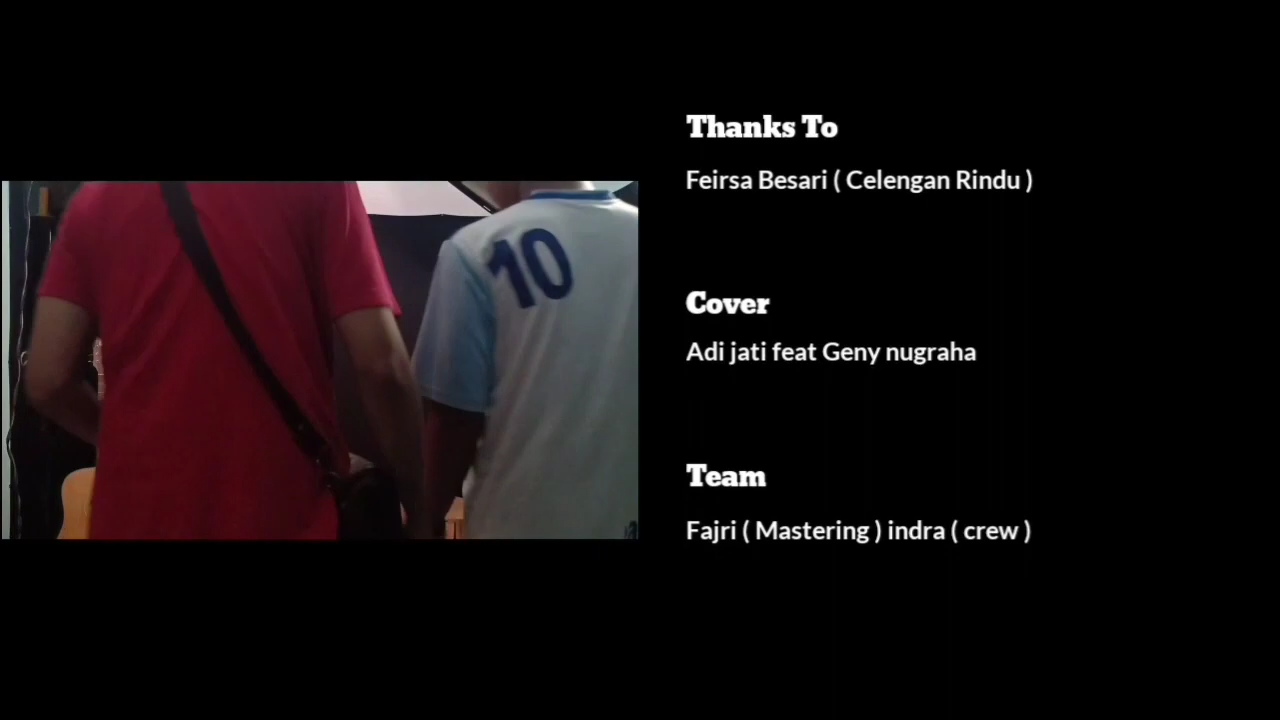 Thanks To
Feirsa Besari ( Celengan Rindu )
Cover
Adi jati feat Geny nugraha
Team
Fajri ( Mastering ) indra ( crew )
10